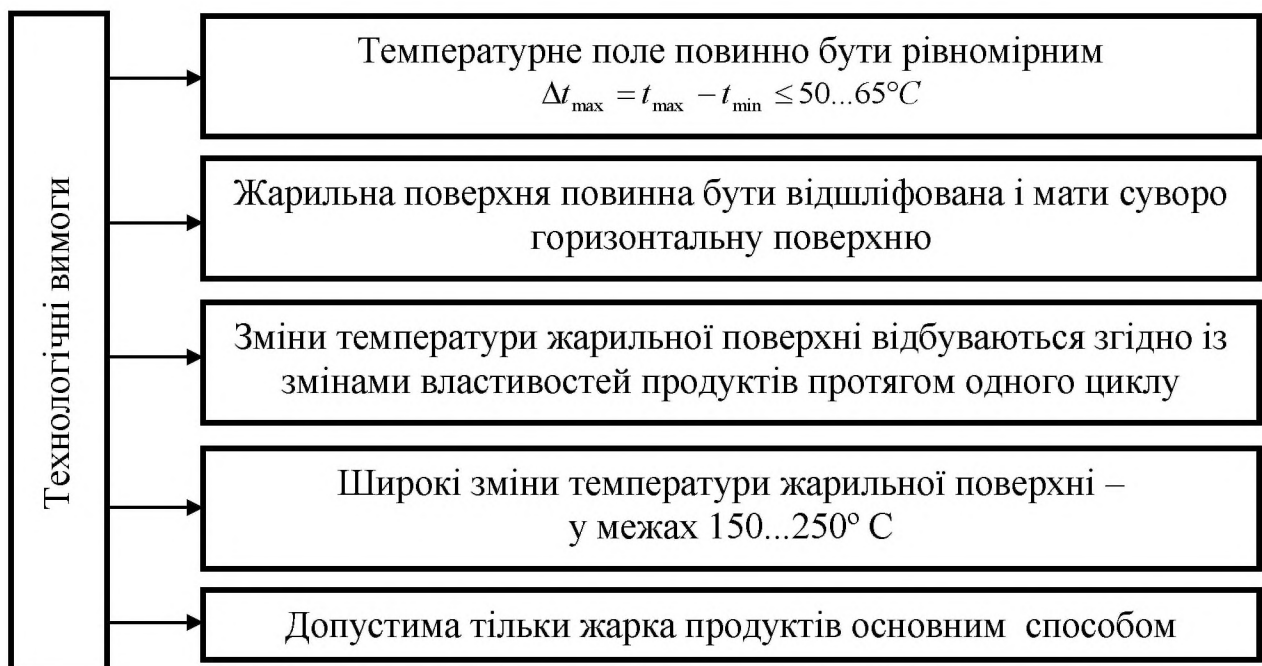 Технологічні вимоги
Температурне поле повинно бути рівномірним
Δt_max = t_max − t_min ≤ 50...65°C
Жарильна поверхня повинна бути відшліфована і мати суворо
горизонтальну поверхню
Зміни температури жарильної поверхні відбуваються згідно із
змінами властивостей продуктів протягом одного циклу
Широкі зміни температури жарильної поверхні –
у межах 150...250º С
Допустима тільки жарка продуктів основним способом